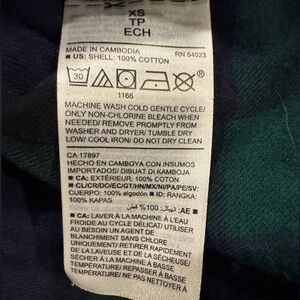 XS
TP
ECH
MADE IN CAMBODIA RN 54023
■ US: SHELL: 100% COTTON
30
1166
MACHINE WASH COLD GENTLE CYCLE/
ONLY NON-CHLORINE BLEACH WHEN
NEEDED/ REMOVE PROMPTLY FROM
WASHER AND DRYER/ TUMBLE DRY
LOW/ COOL IRON/ DO NOT DRY CLEAN
CA 17897
HECHO EN CAMBOYA CON INSUMOS
IMPORTADOS/ DIBUAT DI KAMBOJA
■ CA: EXTÉRIEUR: 100% COTON
■ CL/CR/DO/EC/GT/HN/MX/NI/PA/PE/SV:
CUERPO: 100% algodón ■ ID: RANGKA:
100% KAPAS
■ AE: الهيكل: 100% قطن
■ CA: LAVER À LA MACHINE À L'EAU
FROIDE AU CYCLE DÉLICAT/ UTILISER
AU BESOIN UN AGENT DE
BLANCHIMENT SANS CHLORE
UNIQUEMENT/ RETIRER RAPIDEMENT
DE LA LAVEUSE ET DE LA SÉCHEUSE/
SÉCHER PAR CULBUTAGE À BASSE
TEMPÉRATURE/ REPASSER À BASSE
TEMPÉRATURE/ NE PAS NETTOYER À